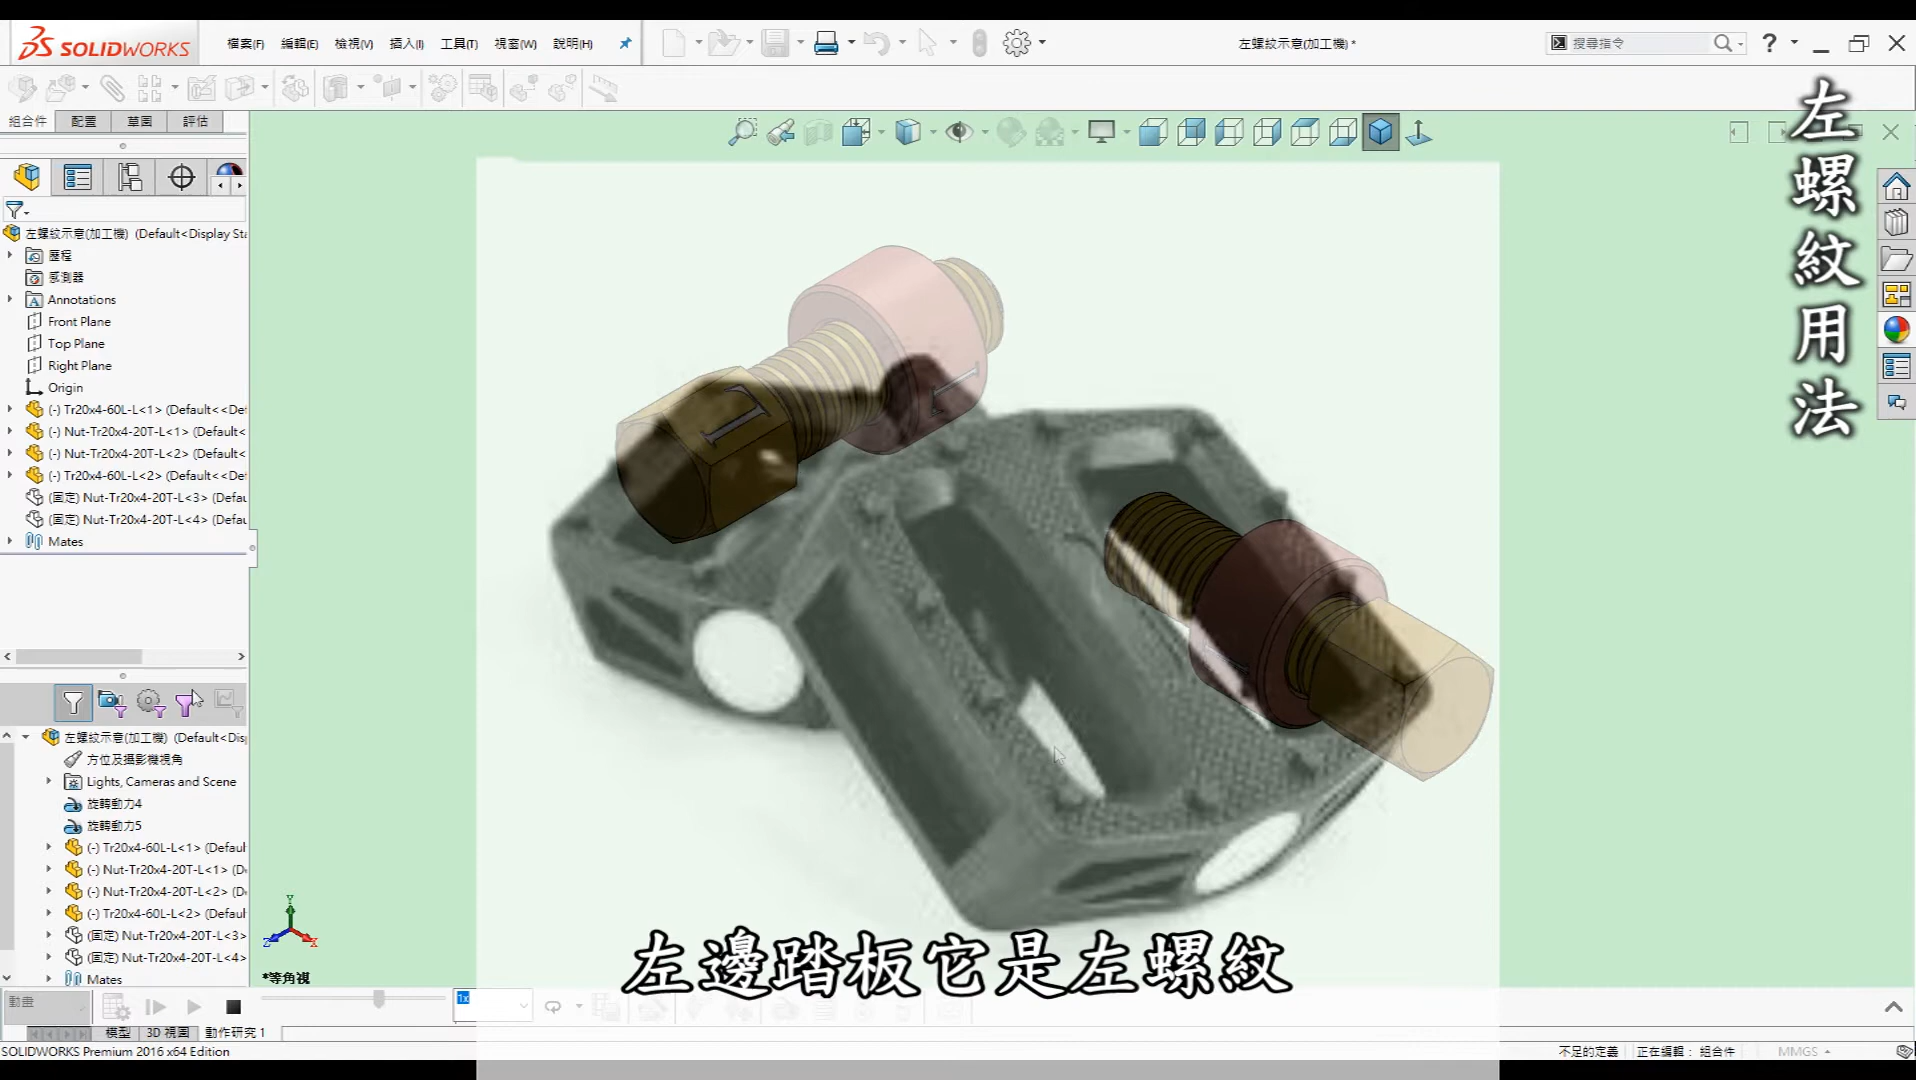 SOLIDWORKS
檔案(F) 編輯(E) 檢視(V) 插入(I) 工具(T) 視窗(W) 說明(H)
左螺紋示意(加工機) *
搜尋指令
?
組合件 配置 草圖 評估
左螺紋示意(加工機) (Default<Display Sta
歷程
感測器
Annotations
Front Plane
Top Plane
Right Plane
Origin
(-) Tr20x4-60L-L<1> (Default<<Def
(-) Nut-Tr20x4-20T-L<1> (Default<
(-) Nut-Tr20x4-20T-L<2> (Default<
(-) Tr20x4-60L-L<2> (Default<<Def
(固定) Nut-Tr20x4-20T-L<3> (Defau
(固定) Nut-Tr20x4-20T-L<4> (Defau
Mates
左螺紋示意(加工機) (Default<Disp
方位及攝影機視角
Lights, Cameras and Scene
旋轉動力4
旋轉動力5
(-) Tr20x4-60L-L<1> (Defaul
(-) Nut-Tr20x4-20T-L<1> (D
(-) Nut-Tr20x4-20T-L<2> (D
(-) Tr20x4-60L-L<2> (Defaul
(固定) Nut-Tr20x4-20T-L<3>
(固定) Nut-Tr20x4-20T-L<4>
Mates
L
L
Y
Z
X
*等角視
左螺紋用法
左邊踏板它是左螺紋
動畫
1x
模型 3D 視圖 動作研究 1
SOLIDWORKS Premium 2016 x64 Edition
不足的定義 正在編輯： 組合件 MMGS